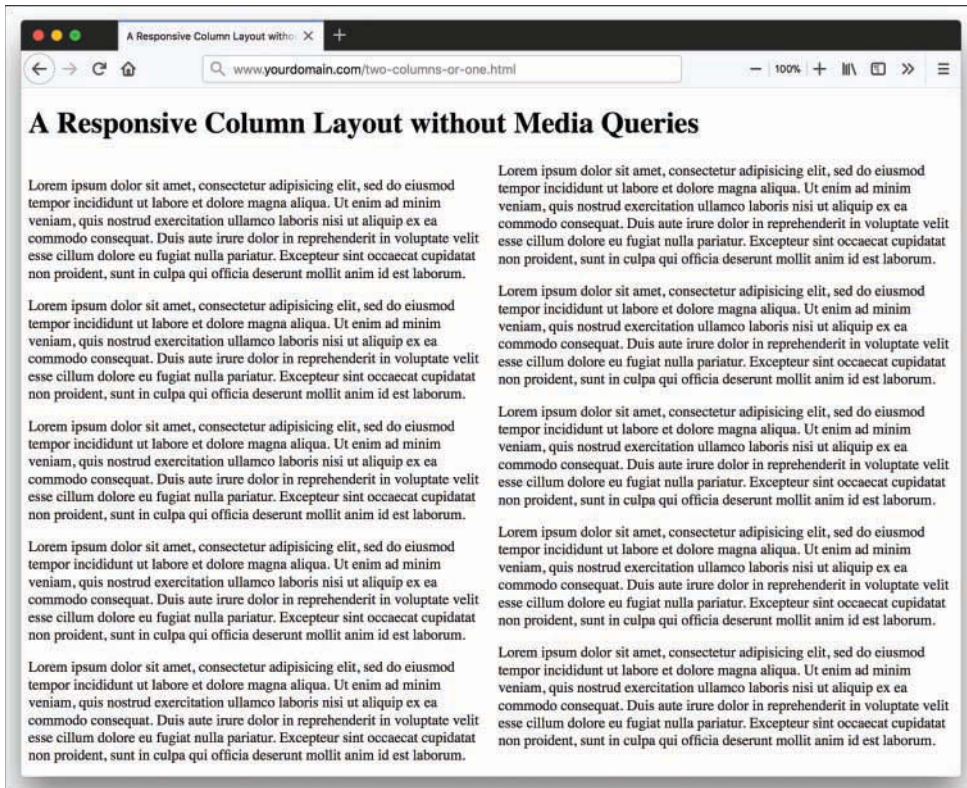 A Responsive Column Layout witho
www.yourdomain.com/two-columns-or-one.html
100%
A Responsive Column Layout without Media Queries
Lorem ipsum dolor sit amet, consectetur adipisicing elit, sed do eiusmod
tempor incididunt ut labore et dolore magna aliqua. Ut enim ad minim
veniam, quis nostrud exercitation ullamco laboris nisi ut aliquip ex ea
commodo consequat. Duis aute irure dolor in reprehenderit in voluptate velit
esse cillum dolore eu fugiat nulla pariatur. Excepteur sint occaecat cupidatat
non proident, sunt in culpa qui officia deserunt mollit anim id est laborum.
Lorem ipsum dolor sit amet, consectetur adipisicing elit, sed do eiusmod
tempor incididunt ut labore et dolore magna aliqua. Ut enim ad minim
veniam, quis nostrud exercitation ullamco laboris nisi ut aliquip ex ea
commodo consequat. Duis aute irure dolor in reprehenderit in voluptate velit
esse cillum dolore eu fugiat nulla pariatur. Excepteur sint occaecat cupidatat
non proident, sunt in culpa qui officia deserunt mollit anim id est laborum.
Lorem ipsum dolor sit amet, consectetur adipisicing elit, sed do eiusmod
tempor incididunt ut labore et dolore magna aliqua. Ut enim ad minim
veniam, quis nostrud exercitation ullamco laboris nisi ut aliquip ex ea
commodo consequat. Duis aute irure dolor in reprehenderit in voluptate velit
esse cillum dolore eu fugiat nulla pariatur. Excepteur sint occaecat cupidatat
non proident, sunt in culpa qui officia deserunt mollit anim id est laborum.
Lorem ipsum dolor sit amet, consectetur adipisicing elit, sed do eiusmod
tempor incididunt ut labore et dolore magna aliqua. Ut enim ad minim
veniam, quis nostrud exercitation ullamco laboris nisi ut aliquip ex ea
commodo consequat. Duis aute irure dolor in reprehenderit in voluptate velit
esse cillum dolore eu fugiat nulla pariatur. Excepteur sint occaecat cupidatat
non proident, sunt in culpa qui officia deserunt mollit anim id est laborum.
Lorem ipsum dolor sit amet, consectetur adipisicing elit, sed do eiusmod
tempor incididunt ut labore et dolore magna aliqua. Ut enim ad minim
veniam, quis nostrud exercitation ullamco laboris nisi ut aliquip ex ea
commodo consequat. Duis aute irure dolor in reprehenderit in voluptate velit
esse cillum dolore eu fugiat nulla pariatur. Excepteur sint occaecat cupidatat
non proident, sunt in culpa qui officia deserunt mollit anim id est laborum.
Lorem ipsum dolor sit amet, consectetur adipisicing elit, sed do eiusmod
tempor incididunt ut labore et dolore magna aliqua. Ut enim ad minim
veniam, quis nostrud exercitation ullamco laboris nisi ut aliquip ex ea
commodo consequat. Duis aute irure dolor in reprehenderit in voluptate velit
esse cillum dolore eu fugiat nulla pariatur. Excepteur sint occaecat cupidatat
non proident, sunt in culpa qui officia deserunt mollit anim id est laborum.
Lorem ipsum dolor sit amet, consectetur adipisicing elit, sed do eiusmod
tempor incididunt ut labore et dolore magna aliqua. Ut enim ad minim
veniam, quis nostrud exercitation ullamco laboris nisi ut aliquip ex ea
commodo consequat. Duis aute irure dolor in reprehenderit in voluptate velit
esse cillum dolore eu fugiat nulla pariatur. Excepteur sint occaecat cupidatat
non proident, sunt in culpa qui officia deserunt mollit anim id est laborum.
Lorem ipsum dolor sit amet, consectetur adipisicing elit, sed do eiusmod
tempor incididunt ut labore et dolore magna aliqua. Ut enim ad minim
veniam, quis nostrud exercitation ullamco laboris nisi ut aliquip ex ea
commodo consequat. Duis aute irure dolor in reprehenderit in voluptate velit
esse cillum dolore eu fugiat nulla pariatur. Excepteur sint occaecat cupidatat
non proident, sunt in culpa qui officia deserunt mollit anim id est laborum.
Lorem ipsum dolor sit amet, consectetur adipisicing elit, sed do eiusmod
tempor incididunt ut labore et dolore magna aliqua. Ut enim ad minim
veniam, quis nostrud exercitation ullamco laboris nisi ut aliquip ex ea
commodo consequat. Duis aute irure dolor in reprehenderit in voluptate velit
esse cillum dolore eu fugiat nulla pariatur. Excepteur sint occaecat cupidatat
non proident, sunt in culpa qui officia deserunt mollit anim id est laborum.
Lorem ipsum dolor sit amet, consectetur adipisicing elit, sed do eiusmod
tempor incididunt ut labore et dolore magna aliqua. Ut enim ad minim
veniam, quis nostrud exercitation ullamco laboris nisi ut aliquip ex ea
commodo consequat. Duis aute irure dolor in reprehenderit in voluptate velit
esse cillum dolore eu fugiat nulla pariatur. Excepteur sint occaecat cupidatat
non proident, sunt in culpa qui officia deserunt mollit anim id est laborum.